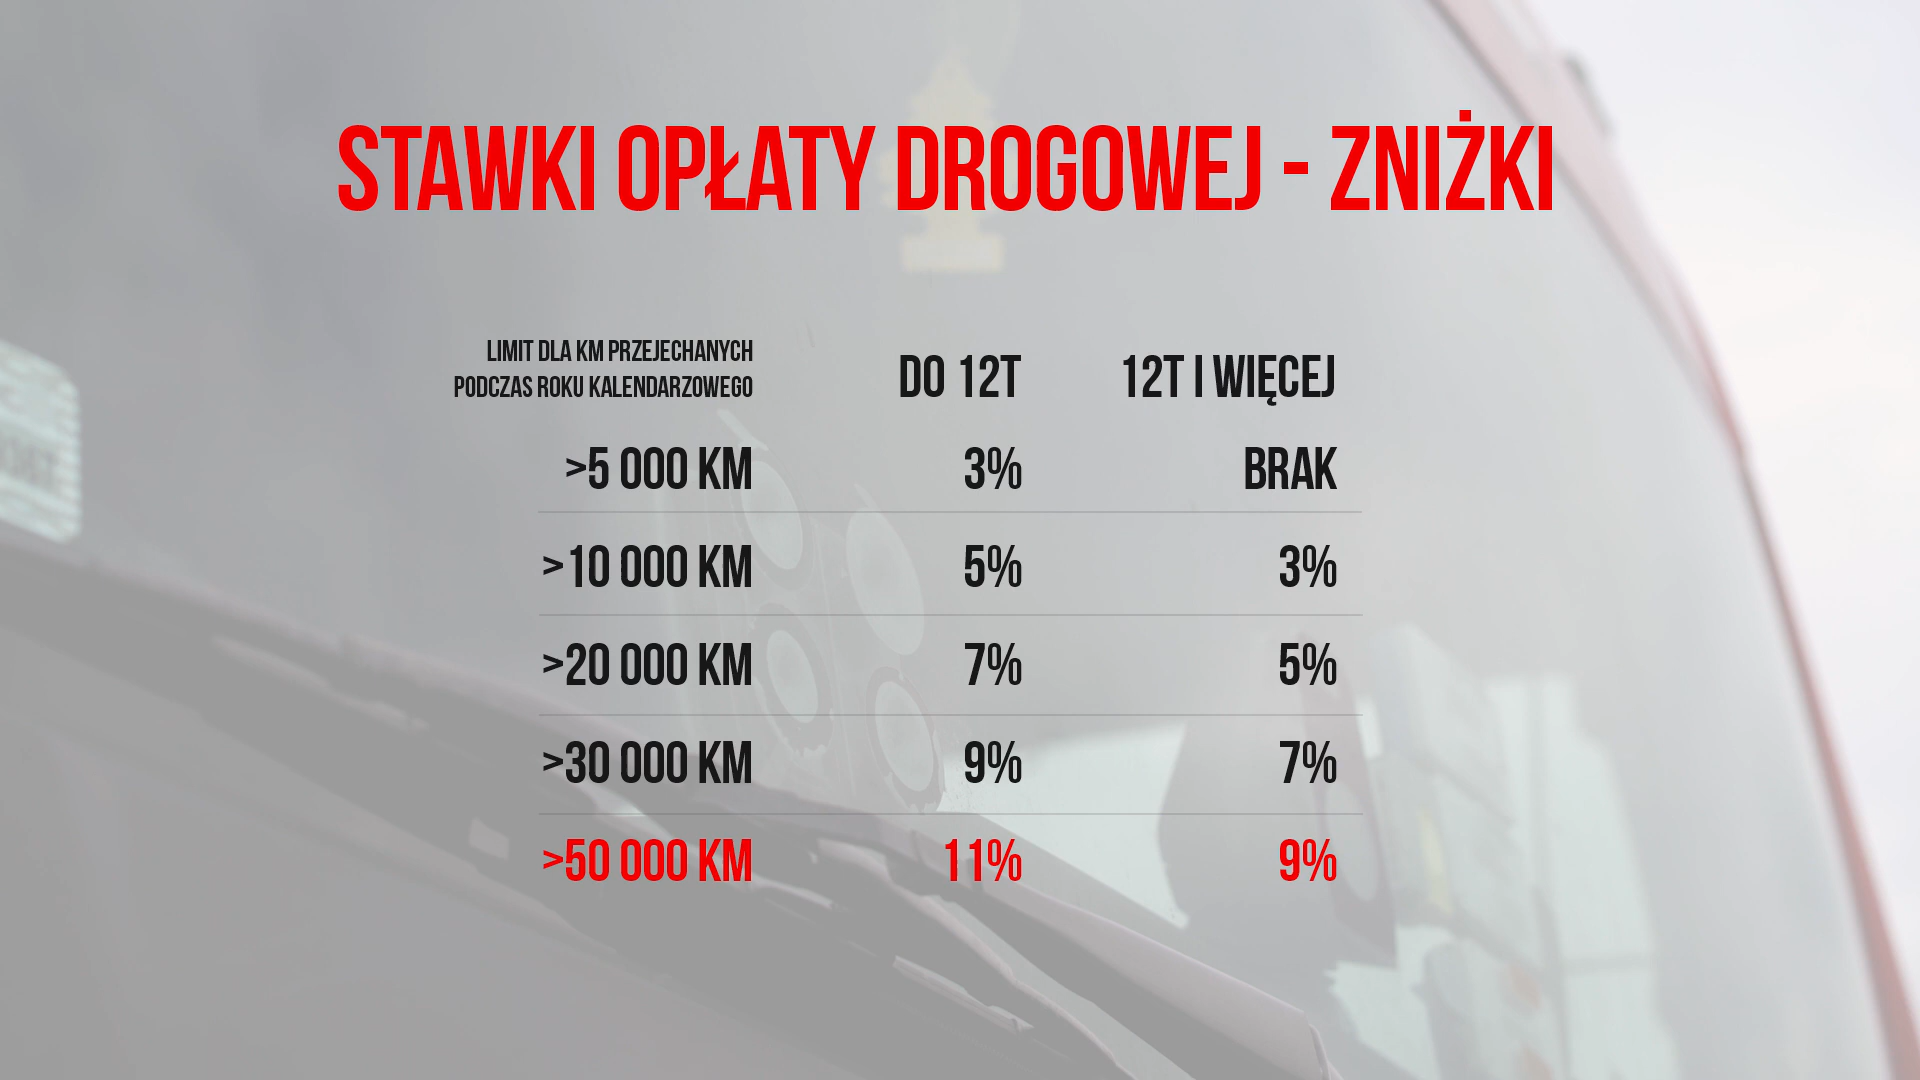 STAWKI OPŁATY DROGOWEJ - ZNIŻKI
LIMIT DLA KM PRZEJECHANYCH
PODCZAS ROKU KALENDARZOWEGO
DO 12T
12T I WIĘCEJ
>5 000 KM 3% BRAK
>10 000 KM 5% 3%
>20 000 KM 7% 5%
>30 000 KM 9% 7%
>50 000 KM 11% 9%